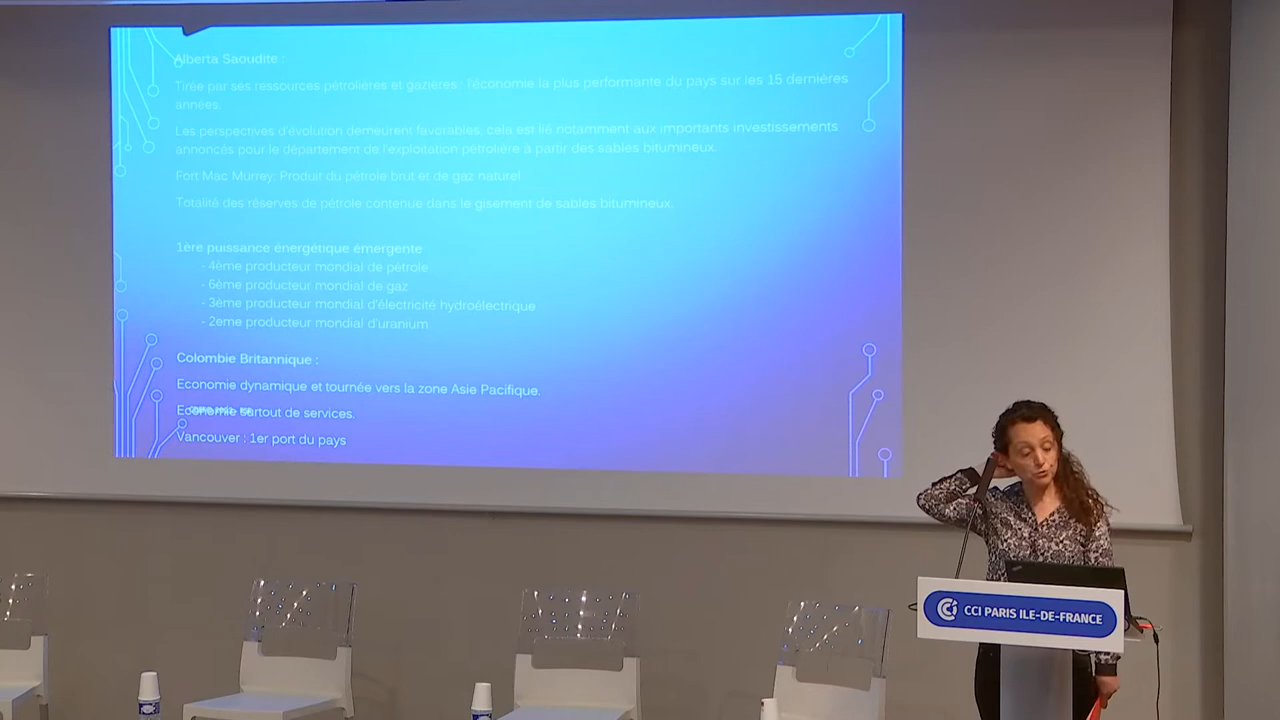 Alberta Saoudite :
Tirée par ses ressources pétrolières et gazières : l'économie la plus performante du pays sur les 15 dernières
années.
Les perspectives d'évolution demeurent favorables, cela est lié notamment aux importants investissements
annoncés pour le département de l'exploitation pétrolière à partir des sables bitumineux.
Fort Mac Murrey: Produit du pétrole brut et de gaz naturel
Totalité des réserves de pétrole contenue dans le gisement de sables bitumineux.
1ère puissance énergétique émergente
- 4ème producteur mondial de pétrole
- 6ème producteur mondial de gaz
- 3ème producteur mondial d'électricité hydroélectrique
- 2eme producteur mondial d'uranium
Colombie Britannique :
Economie dynamique et tournée vers la zone Asie Pacifique.
Economie surtout de services.
Vancouver : 1er port du pays
CCI PARIS ILE-DE-FRANCE